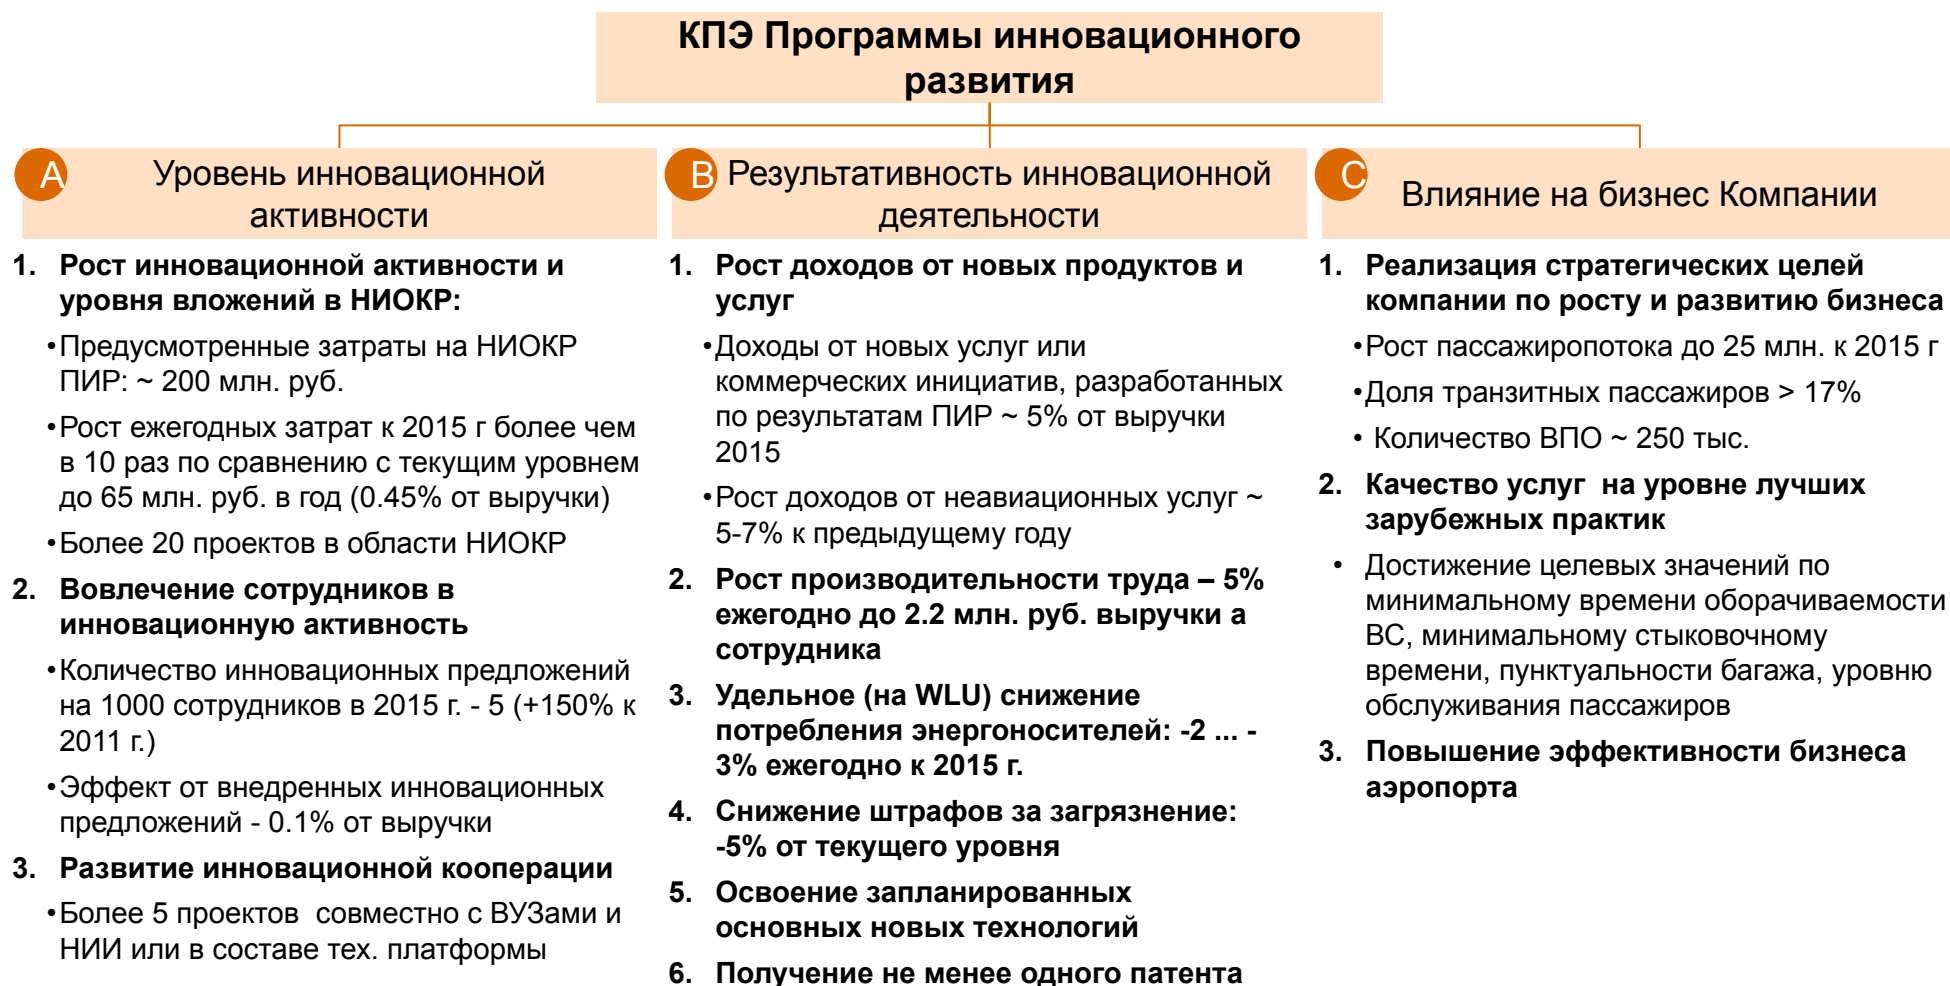 КПЭ Программы инновационного
развития
A
Уровень инновационной
активности
1. Рост инновационной активности и
уровня вложений в НИОКР:
•Предусмотренные затраты на НИОКР
ПИР: ~ 200 млн. руб.
•Рост ежегодных затрат к 2015 г более чем
в 10 раз по сравнению с текущим уровнем
до 65 млн. руб. в год (0.45% от выручки)
•Более 20 проектов в области НИОКР
2. Вовлечение сотрудников в
инновационную активность
•Количество инновационных предложений
на 1000 сотрудников в 2015 г. - 5 (+150% к
2011 г.)
•Эффект от внедренных инновационных
предложений - 0.1% от выручки
3. Развитие инновационной кооперации
•Более 5 проектов совместно с ВУЗами и
НИИ или в составе тех. платформы
B
Результативность инновационной
деятельности
1. Рост доходов от новых продуктов и
услуг
•Доходы от новых услуг или
коммерческих инициатив, разработанных
по результатам ПИР ~ 5% от выручки
2015
•Рост доходов от неавиационных услуг ~
5-7% к предыдущему году
2. Рост производительности труда – 5%
ежегодно до 2.2 млн. руб. выручки а
сотрудника
3. Удельное (на WLU) снижение
потребления энергоносителей: -2 ... -
3% ежегодно к 2015 г.
4. Снижение штрафов за загрязнение:
-5% от текущего уровня
5. Освоение запланированных
основных новых технологий
6. Получение не менее одного патента
C
Влияние на бизнес Компании
1. Реализация стратегических целей
компании по росту и развитию бизнеса
•Рост пассажиропотока до 25 млн. к 2015 г
•Доля транзитных пассажиров > 17%
• Количество ВПО ~ 250 тыс.
2. Качество услуг на уровне лучших
зарубежных практик
• Достижение целевых значений по
минимальному времени оборачиваемости
ВС, минимальному стыковочному
времени, пунктуальности багажа, уровню
обслуживания пассажиров
3. Повышение эффективности бизнеса
аэропорта